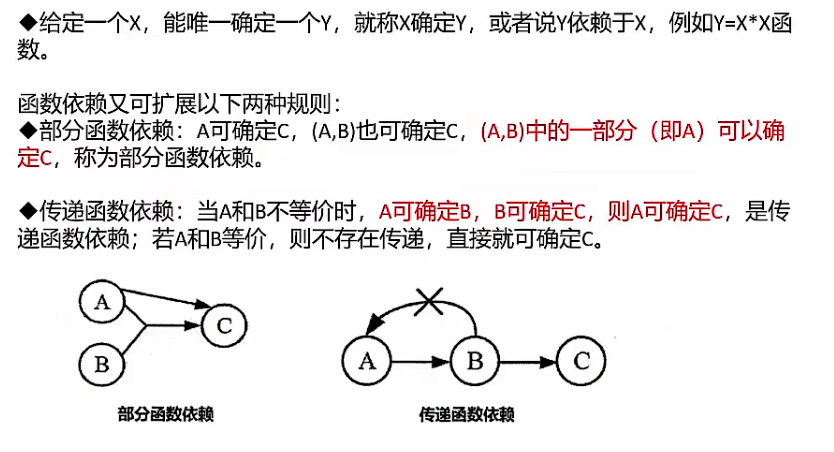 ◆给定一个X，能唯一确定一个Y，就称X确定Y，或者说Y依赖于X，例如Y=X*X函
数。
函数依赖又可扩展以下两种规则：
◆部分函数依赖：A可确定C，(A,B)也可确定C，(A,B)中的一部分（即A）可以确
定C，称为部分函数依赖。
◆传递函数依赖：当A和B不等价时，A可确定B，B可确定C，则A可确定C，是传
递函数依赖；若A和B等价，则不存在传递，直接就可确定C。
A
C
B
A B C
部分函数依赖
传递函数依赖